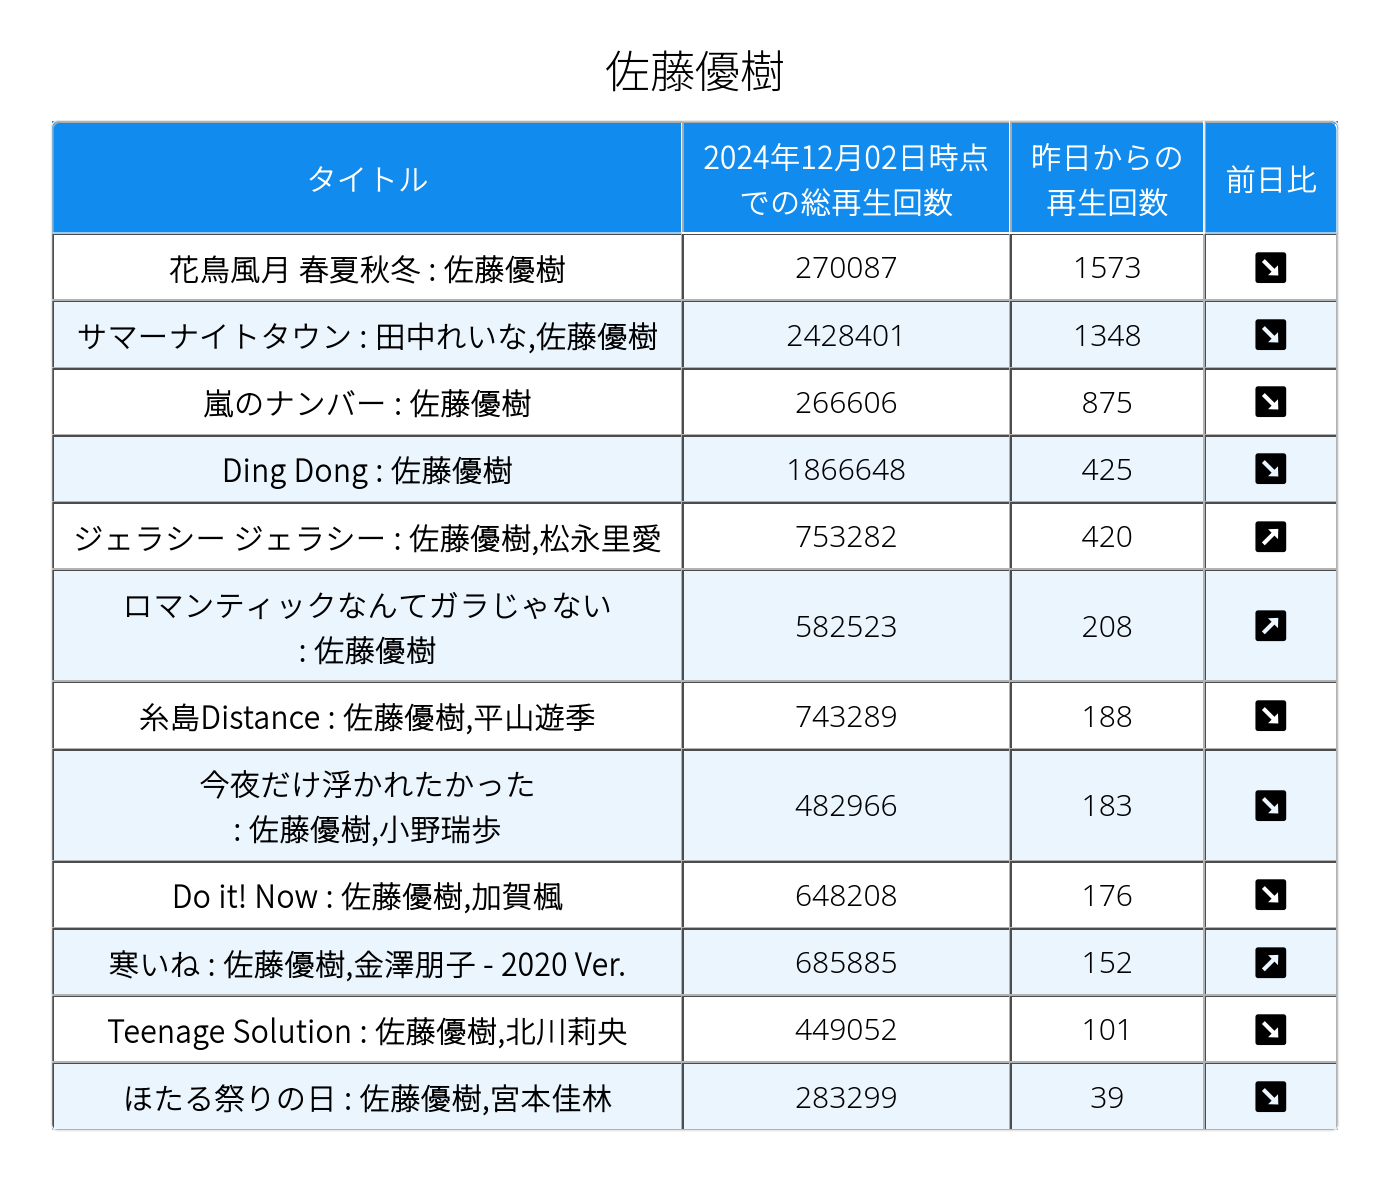 佐藤優樹
タイトル
2024年12月02日時点
での総再生回数
昨日からの
再生回数
前日比
花鳥風月 春夏秋冬 : 佐藤優樹
270087
1573
サマーナイトタウン : 田中れいな,佐藤優樹
2428401
1348
嵐のナンバー : 佐藤優樹
266606
875
Ding Dong : 佐藤優樹
1866648
425
ジェラシー ジェラシー : 佐藤優樹,松永里愛
753282
420
ロマンティックなんてガラじゃない
: 佐藤優樹
582523
208
糸島Distance : 佐藤優樹,平山遊季
743289
188
今夜だけ浮かれたかった
: 佐藤優樹,小野瑞歩
482966
183
Do it! Now : 佐藤優樹,加賀楓
648208
176
寒いね : 佐藤優樹,金澤朋子 - 2020 Ver.
685885
152
Teenage Solution : 佐藤優樹,北川莉央
449052
101
ほたる祭りの日 : 佐藤優樹,宮本佳林
283299
39